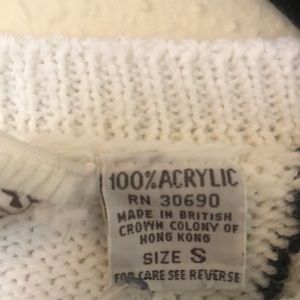 100% ACRYLIC
RN 30690
MADE IN BRITISH
CROWN COLONY OF
HONG KONG
SIZE S
FOR CARE SEE REVERSE